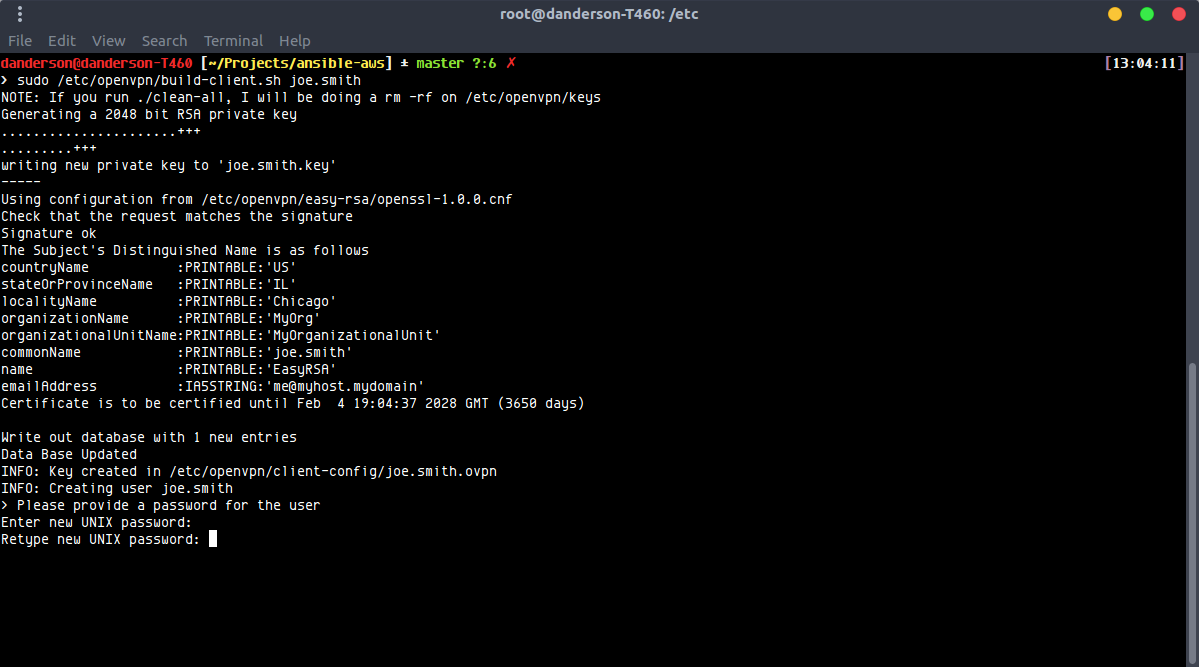 root@danderson-T460: /etc
File Edit View Search Terminal Help
danderson@danderson-T460 [~/Projects/ansible-aws] ± master ?:6 ✗ [13:04:11]
❯ sudo /etc/openvpn/build-client.sh joe.smith
NOTE: If you run ./clean-all, I will be doing a rm -rf on /etc/openvpn/keys
Generating a 2048 bit RSA private key
......................+++
.........+++
writing new private key to 'joe.smith.key'
-----
Using configuration from /etc/openvpn/easy-rsa/openssl-1.0.0.cnf
Check that the request matches the signature
Signature ok
The Subject's Distinguished Name is as follows
countryName           :PRINTABLE:'US'
stateOrProvinceName   :PRINTABLE:'IL'
localityName          :PRINTABLE:'Chicago'
organizationName      :PRINTABLE:'MyOrg'
organizationalUnitName:PRINTABLE:'MyOrganizationalUnit'
commonName            :PRINTABLE:'joe.smith'
name                  :PRINTABLE:'EasyRSA'
emailAddress          :IA5STRING:'me@myhost.mydomain'
Certificate is to be certified until Feb  4 19:04:37 2028 GMT (3650 days)
Write out database with 1 new entries
Data Base Updated
INFO: Key created in /etc/openvpn/client-config/joe.smith.ovpn
INFO: Creating user joe.smith
❯ Please provide a password for the user
Enter new UNIX password:
Retype new UNIX password: